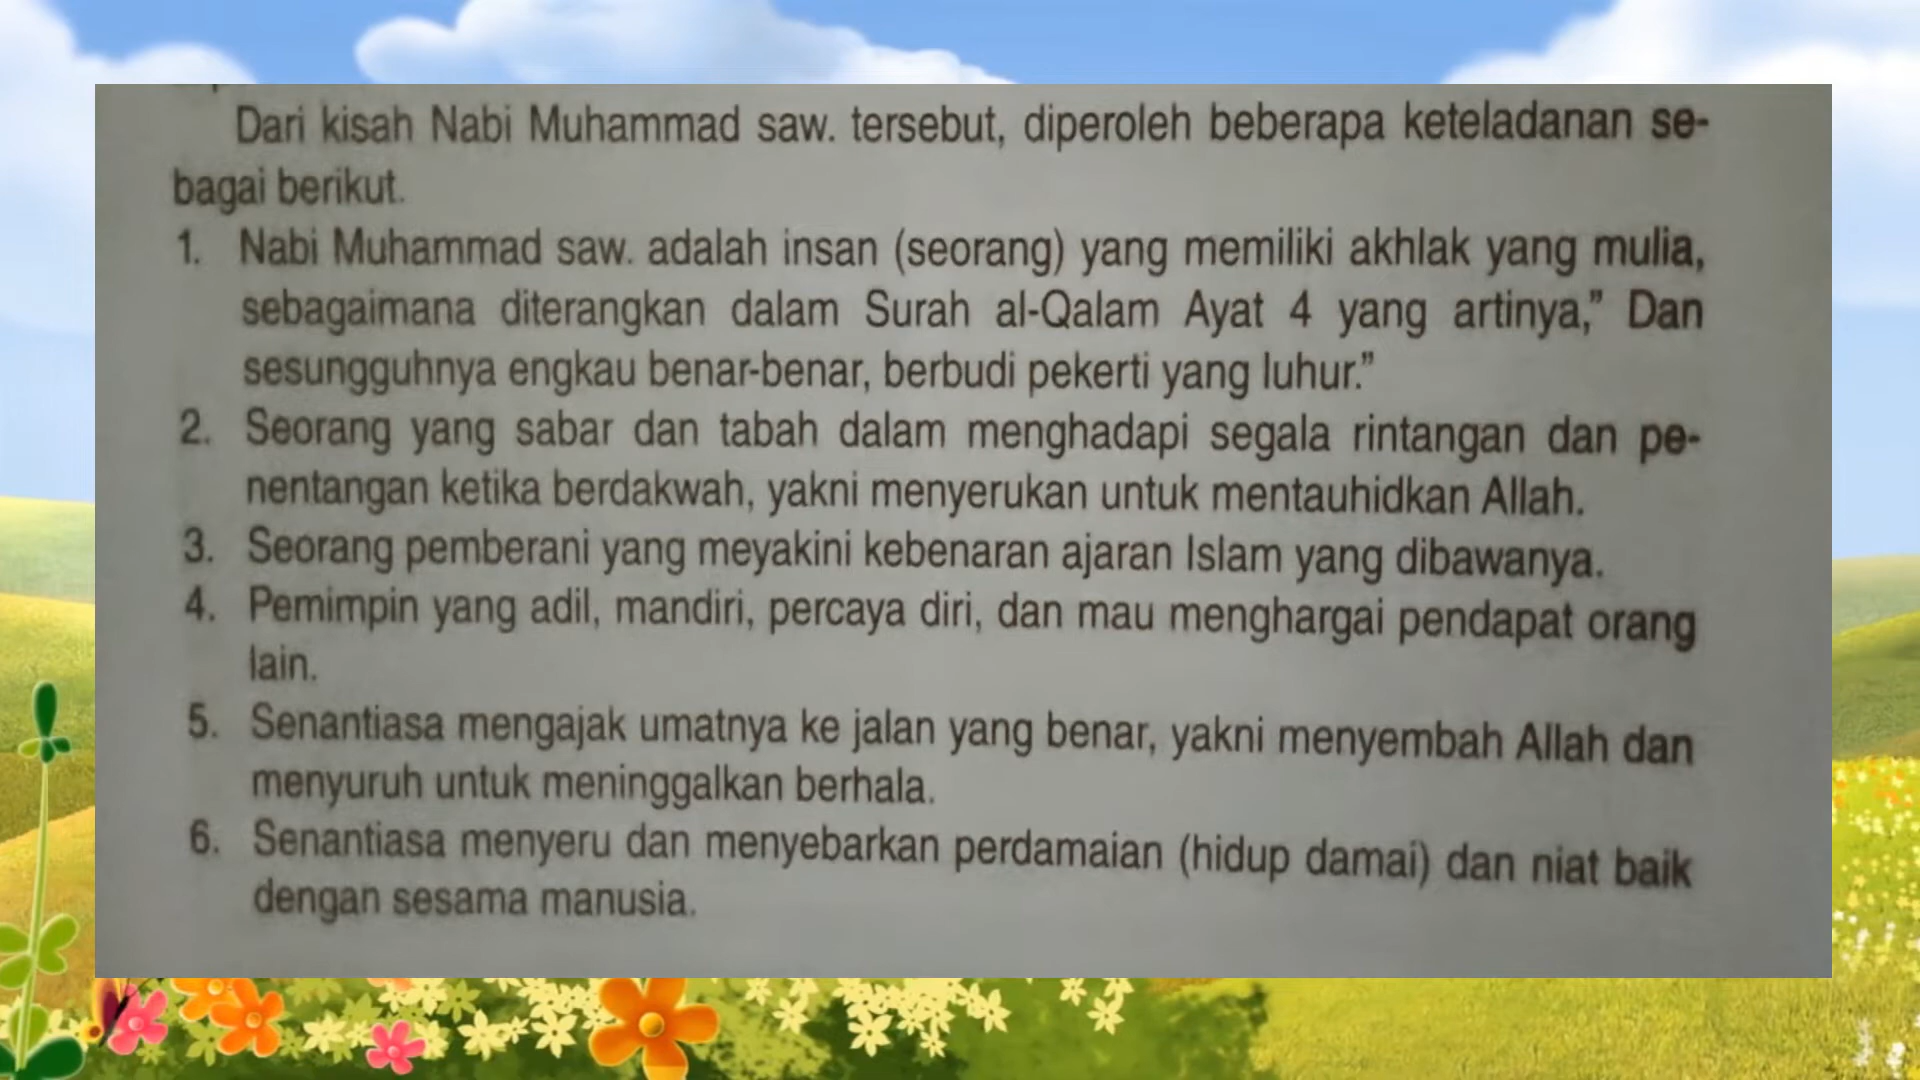 Dari kisah Nabi Muhammad saw. tersebut, diperoleh beberapa keteladanan se-
bagai berikut.
1. Nabi Muhammad saw. adalah insan (seorang) yang memiliki akhlak yang mulia,
sebagaimana diterangkan dalam Surah al-Qalam Ayat 4 yang artinya,” Dan
sesungguhnya engkau benar-benar, berbudi pekerti yang luhur.”
2. Seorang yang sabar dan tabah dalam menghadapi segala rintangan dan pe-
nentangan ketika berdakwah, yakni menyerukan untuk mentauhidkan Allah.
3. Seorang pemberani yang meyakini kebenaran ajaran Islam yang dibawanya.
4. Pemimpin yang adil, mandiri, percaya diri, dan mau menghargai pendapat orang
lain.
5. Senantiasa mengajak umatnya ke jalan yang benar, yakni menyembah Allah dan
menyuruh untuk meninggalkan berhala.
6. Senantiasa menyeru dan menyebarkan perdamaian (hidup damai) dan niat baik
dengan sesama manusia.